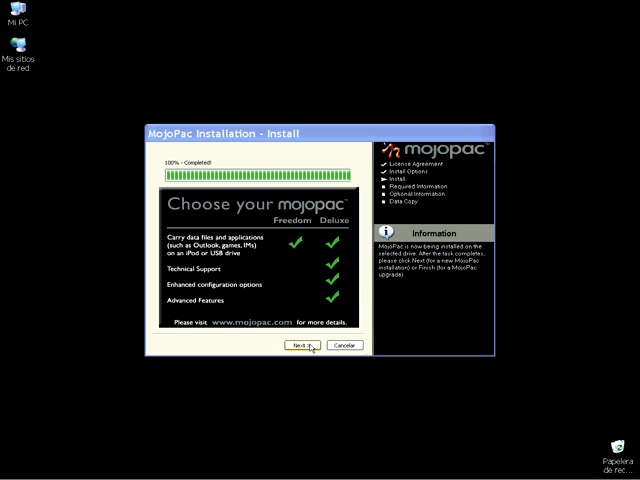 Mi PC
Mis sitios
de red
MojoPac Installation - Install
100% - Completed!
Choose your mojopac™
Freedom Deluxe
Carry data files and applications
(such as Outlook, games, IMs)
on an iPod or USB drive
Technical Support
Enhanced configuration options
Advanced Features
Please visit www.mojopac.com for more details.
Next >
Cancelar
mojopac™
License Agreement
Install Options
Install
Required Information
Optional Information
Data Copy
Information
MojoPac is now being installed on the
selected drive. After the task completes,
please click Next (for a new MojoPac
installation) or Finish (for a MojoPac
upgrade).
Papelera
de rec...